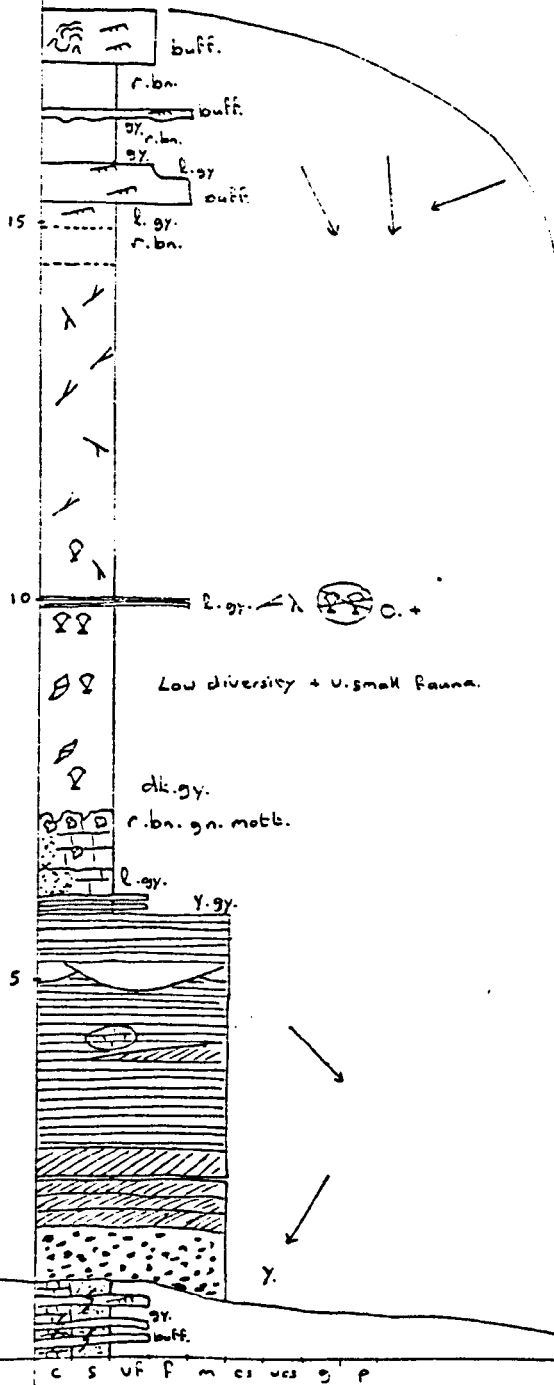 buff.
r.bn.
buff.
gy. r.bn.
gy.
l.gy
buff.
15
l.gy.
r.bn.
10
l.gy. λ O. +
Low diversity + v.small fauna.
dk.gy.
r.bn. gn. mott.
l.gy.
Y.gy.
5
Y.
gy.
buff.
c s vf f m cs vcs g p